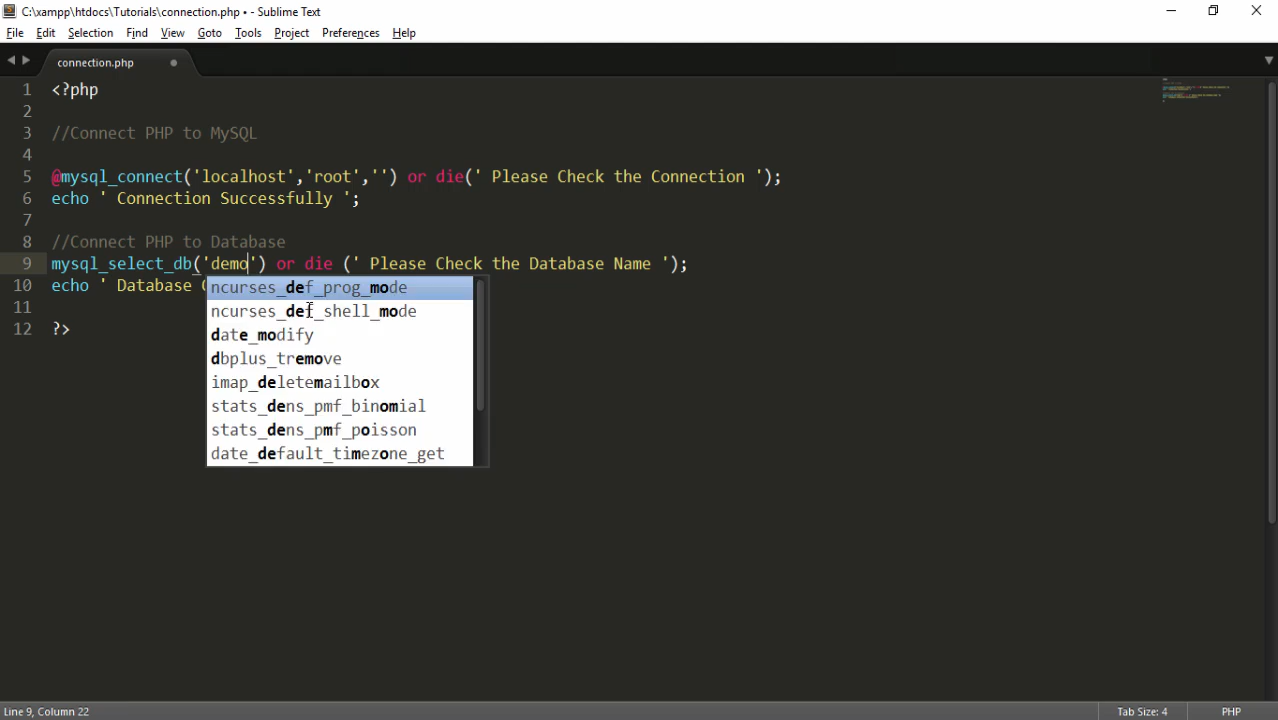 C:\xampp\htdocs\Tutorials\connection.php • - Sublime Text
File Edit Selection Find View Goto Tools Project Preferences Help
connection.php
1 <?php
2
3 //Connect PHP to MySQL
4
5 @mysql_connect('localhost','root','') or die(' Please Check the Connection ');
6 echo ' Connection Successfully ';
7
8 //Connect PHP to Database
9 mysql_select_db('demo') or die (' Please Check the Database Name ');
10 echo ' Database
ncurses_def_prog_mode
11
ncurses_def_shell_mode
12 ?>
date_modify
dbplus_tremove
imap_deletemailbox
stats_dens_pmf_binomial
stats_dens_pmf_poisson
date_default_timezone_get
Line 9, Column 22 Tab Size: 4 PHP